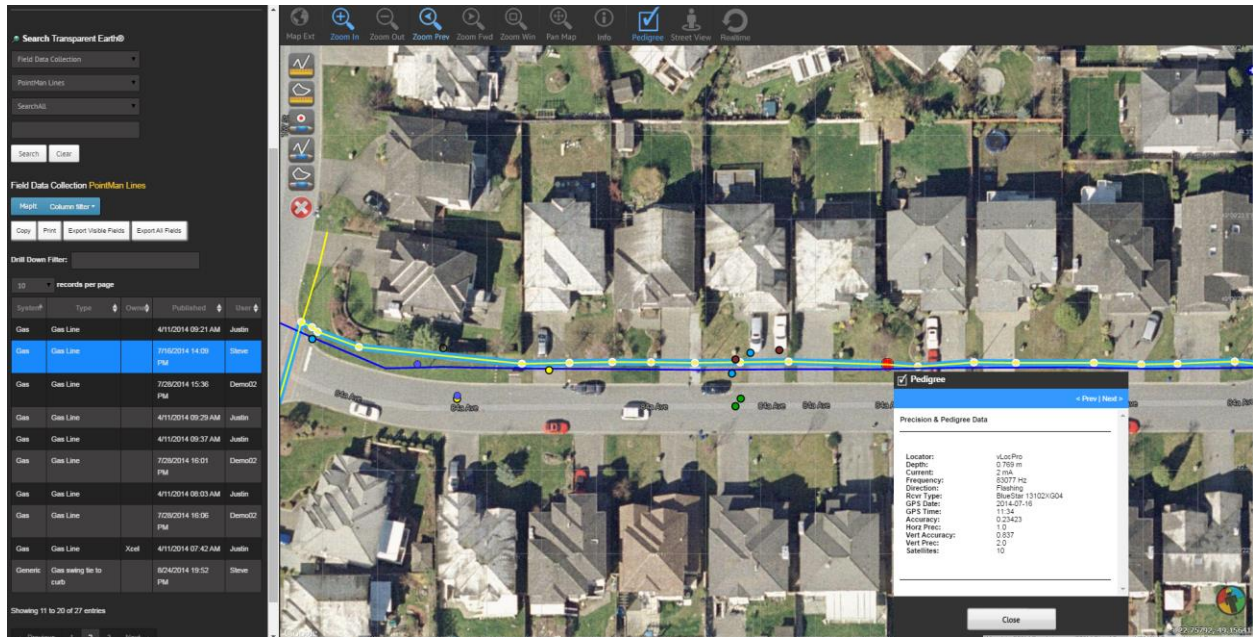 Search Transparent Earth®
Field Data Collection
PointMan Lines
SearchAll
Search Clear
Field Data Collection PointMan Lines
MapIt Column filter
Copy Print Export Visible Fields Export All Fields
Drill Down Filter:
10 records per page
System Type Owner Published User
Gas Gas Line 4/11/2014 09:21 AM Justin
Gas Gas Line 7/16/2014 14:09 PM Steve
Gas Gas Line 7/28/2014 15:36 PM Demo02
Gas Gas Line 4/11/2014 09:29 AM Justin
Gas Gas Line 4/11/2014 09:37 AM Justin
Gas Gas Line 7/28/2014 16:01 PM Demo02
Gas Gas Line 4/11/2014 08:03 AM Justin
Gas Gas Line 7/28/2014 16:06 PM Demo02
Gas Gas Line Xcel 4/11/2014 07:42 AM Justin
Generic Gas swing tie to curb 8/24/2014 19:52 PM Steve
Showing 11 to 20 of 27 entries
Map Ext Zoom In Zoom Out Zoom Prev Zoom Fwd Zoom Win Pan Map Info Pedigree Street View Realtime
84a Ave 84a Ave 84a Ave 84a Ave 84a Ave
Pedigree
< Prev | Next >
Precision & Pedigree Data
Locator: vLocPro
Depth: 0.769 m
Current: 2 mA
Frequency: 83077 Hz
Direction: Flashing
Rcvr Type: BlueStar 13102XG04
GPS Date: 2014-07-16
GPS Time: 11:34
Accuracy: 0.23423
Horz Prec: 1.0
Vert Accuracy: 0.837
Vert Prec: 2.0
Satellites: 10
Close